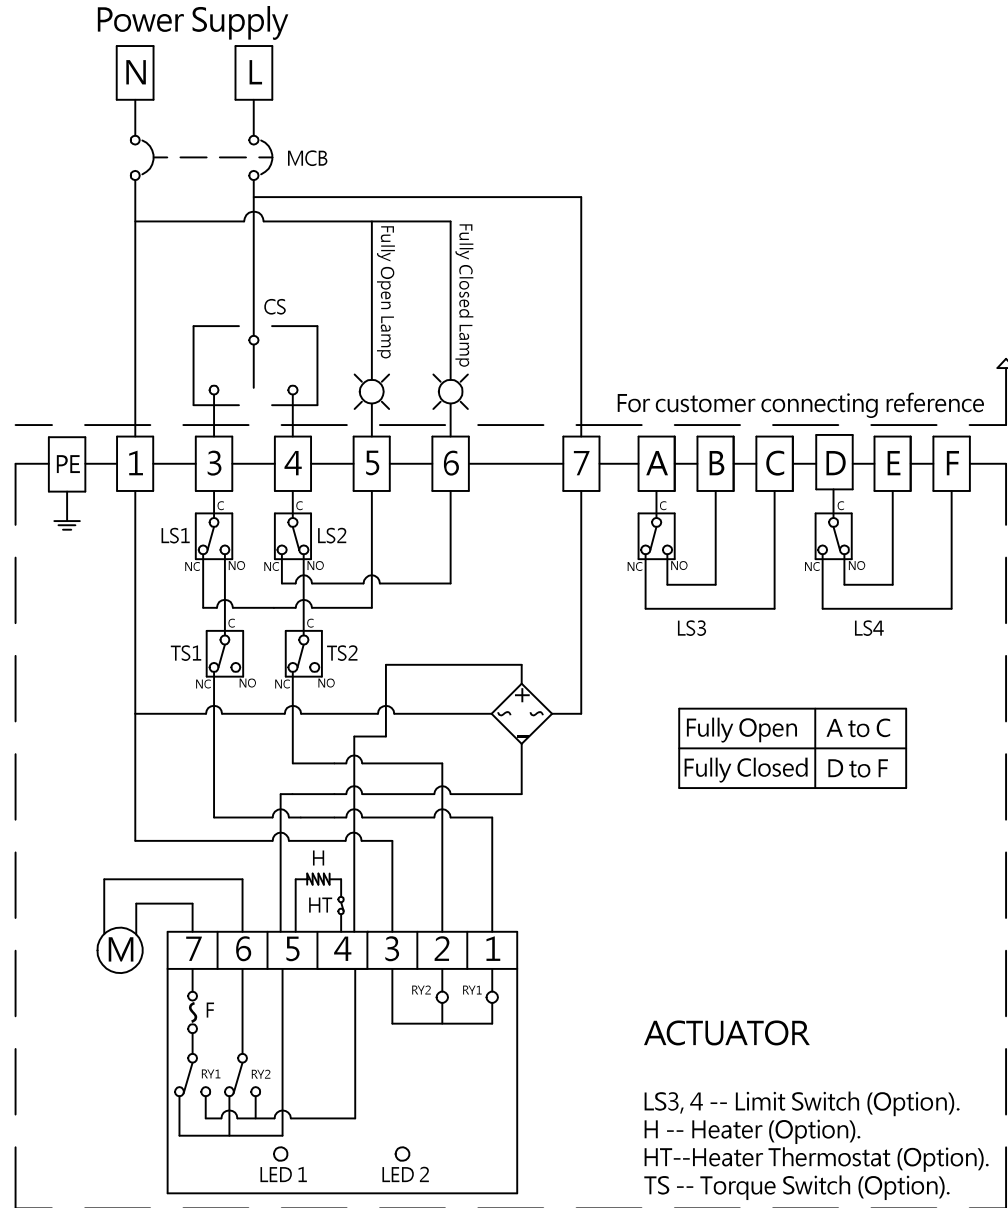 Power Supply
N L
MCB
Fully Open Lamp
Fully Closed Lamp
CS
For customer connecting reference
PE 1 3 4 5 6 7 A B C D E F
C C C C
LS1 LS2
NC NO NC NO NC NO NC NO
LS3 LS4
C C
TS1 TS2
NC NO NC NO
+
~ ~
-
Fully Open A to C
Fully Closed D to F
H
HT
M
7 6 5 4 3 2 1
RY2 RY1
F
RY1 RY2
LED 1 LED 2
ACTUATOR
LS3, 4 -- Limit Switch (Option).
H -- Heater (Option).
HT--Heater Thermostat (Option).
TS -- Torque Switch (Option).